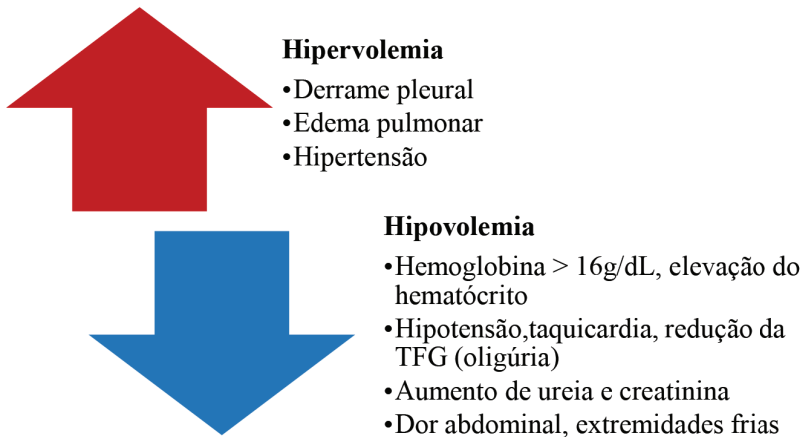 Hipervolemia
•Derrame pleural
•Edema pulmonar
•Hipertensão
Hipovolemia
•Hemoglobina > 16g/dL, elevação do
hematócrito
•Hipotensão,taquicardia, redução da
TFG (oligúria)
•Aumento de ureia e creatinina
•Dor abdominal, extremidades frias